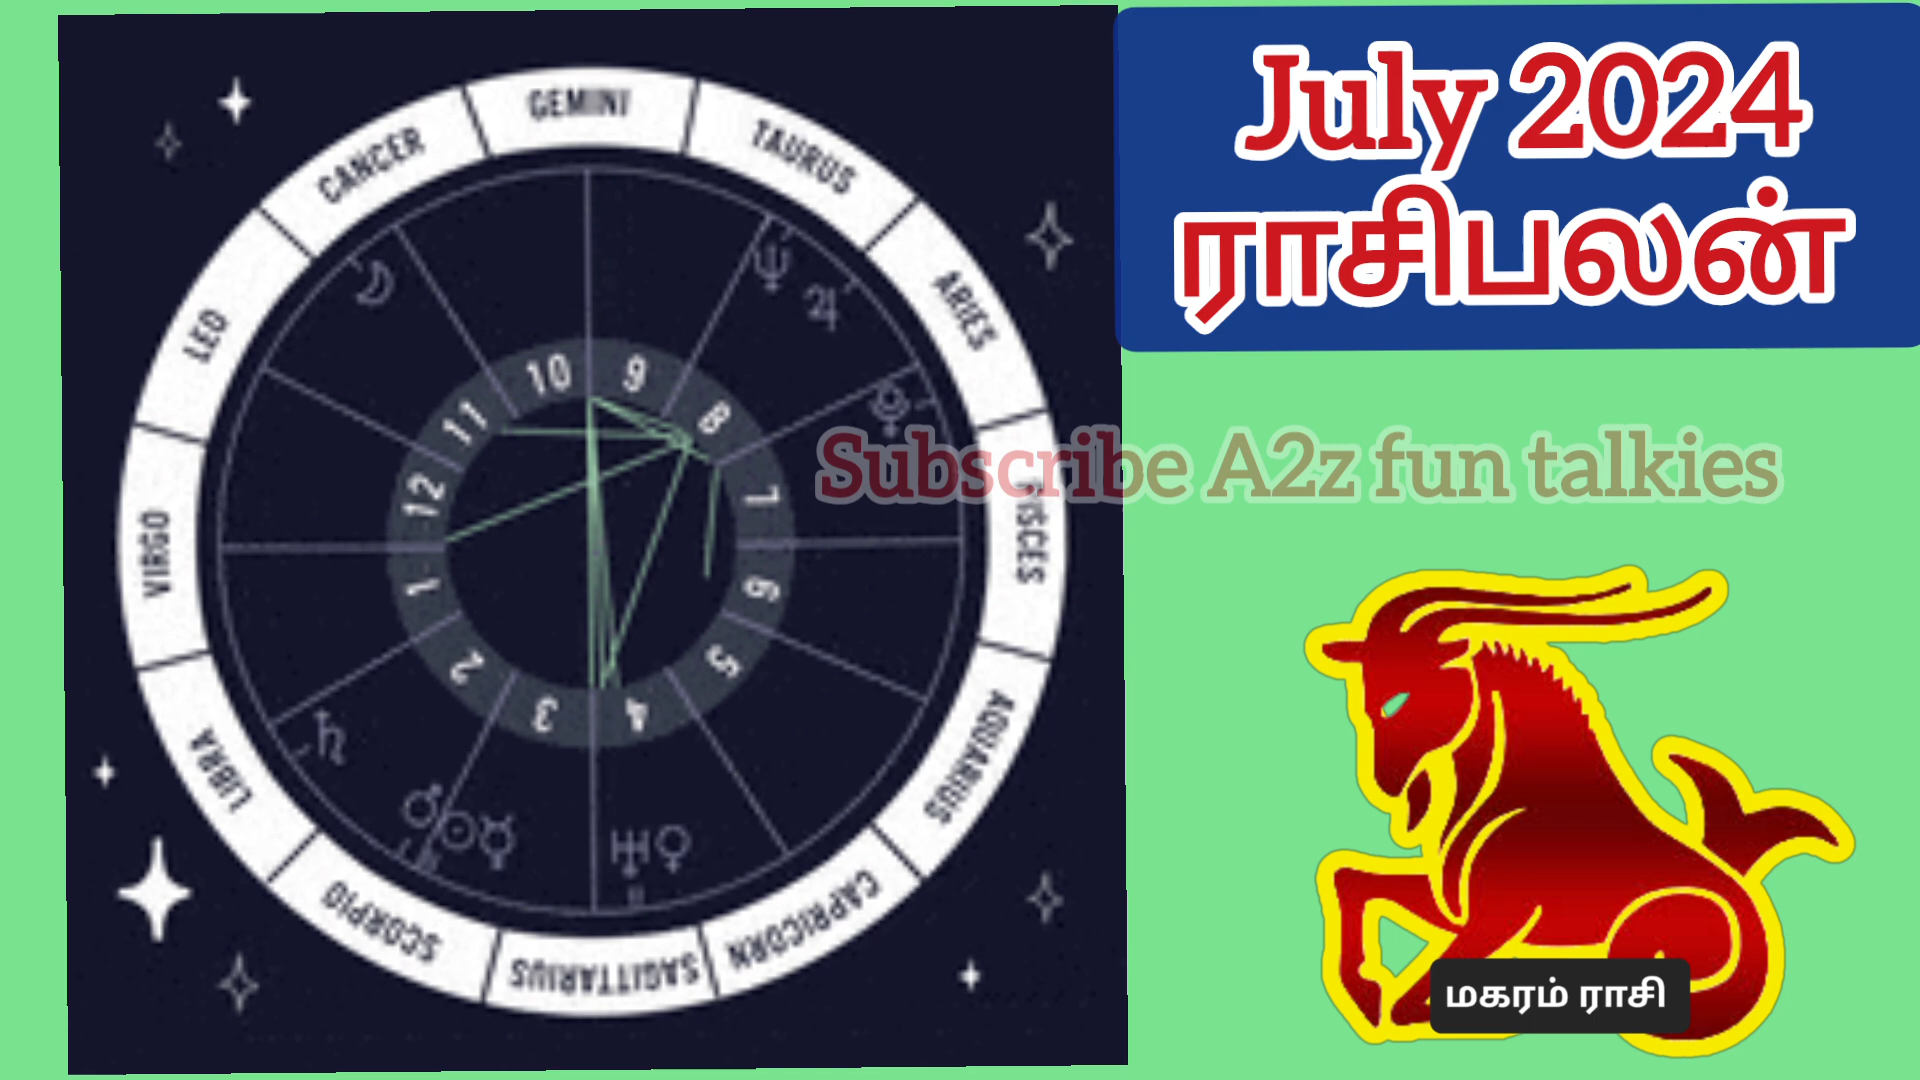 July 2024
ராசிபலன்
Subscribe A2z fun talkies
மகரம் ராசி
GEMINI
TAURUS
ARIES
PISCES
AQUARIUS
CAPRICORN
SAGITTARIUS
SCORPIO
LIBRA
VIRGO
LEO
CANCER
10
9
8
7
6
5
4
3
2
1
12
11